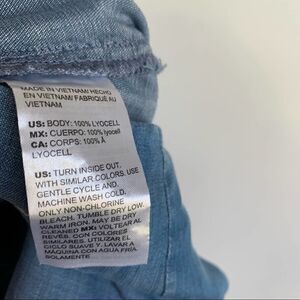 MADE IN VIETNAM/ HECHO
EN VIETNAM/ FABRIQUÉ AU
VIETNAM
US: BODY: 100% LYOCELL
MX: CUERPO: 100% lyocell
CA: CORPS: 100% Â
LYOCELL
US: TURN INSIDE OUT.
WITH SIMILAR COLORS. USE
GENTLE CYCLE AND.
MACHINE WASH COLD.
ONLY NON-CHLORINE
BLEACH. TUMBLE DRY LOW.
WARM IRON. MAY BE DRY
CLEANED MX: VOLTEAR AL
REVÉS. CON COLORES
SIMILARES. UTILIZAR EL
CICLO SUAVE Y. LAVAR A
MÁQUINA CON AGUA FRÍA.
SOLAMENTE